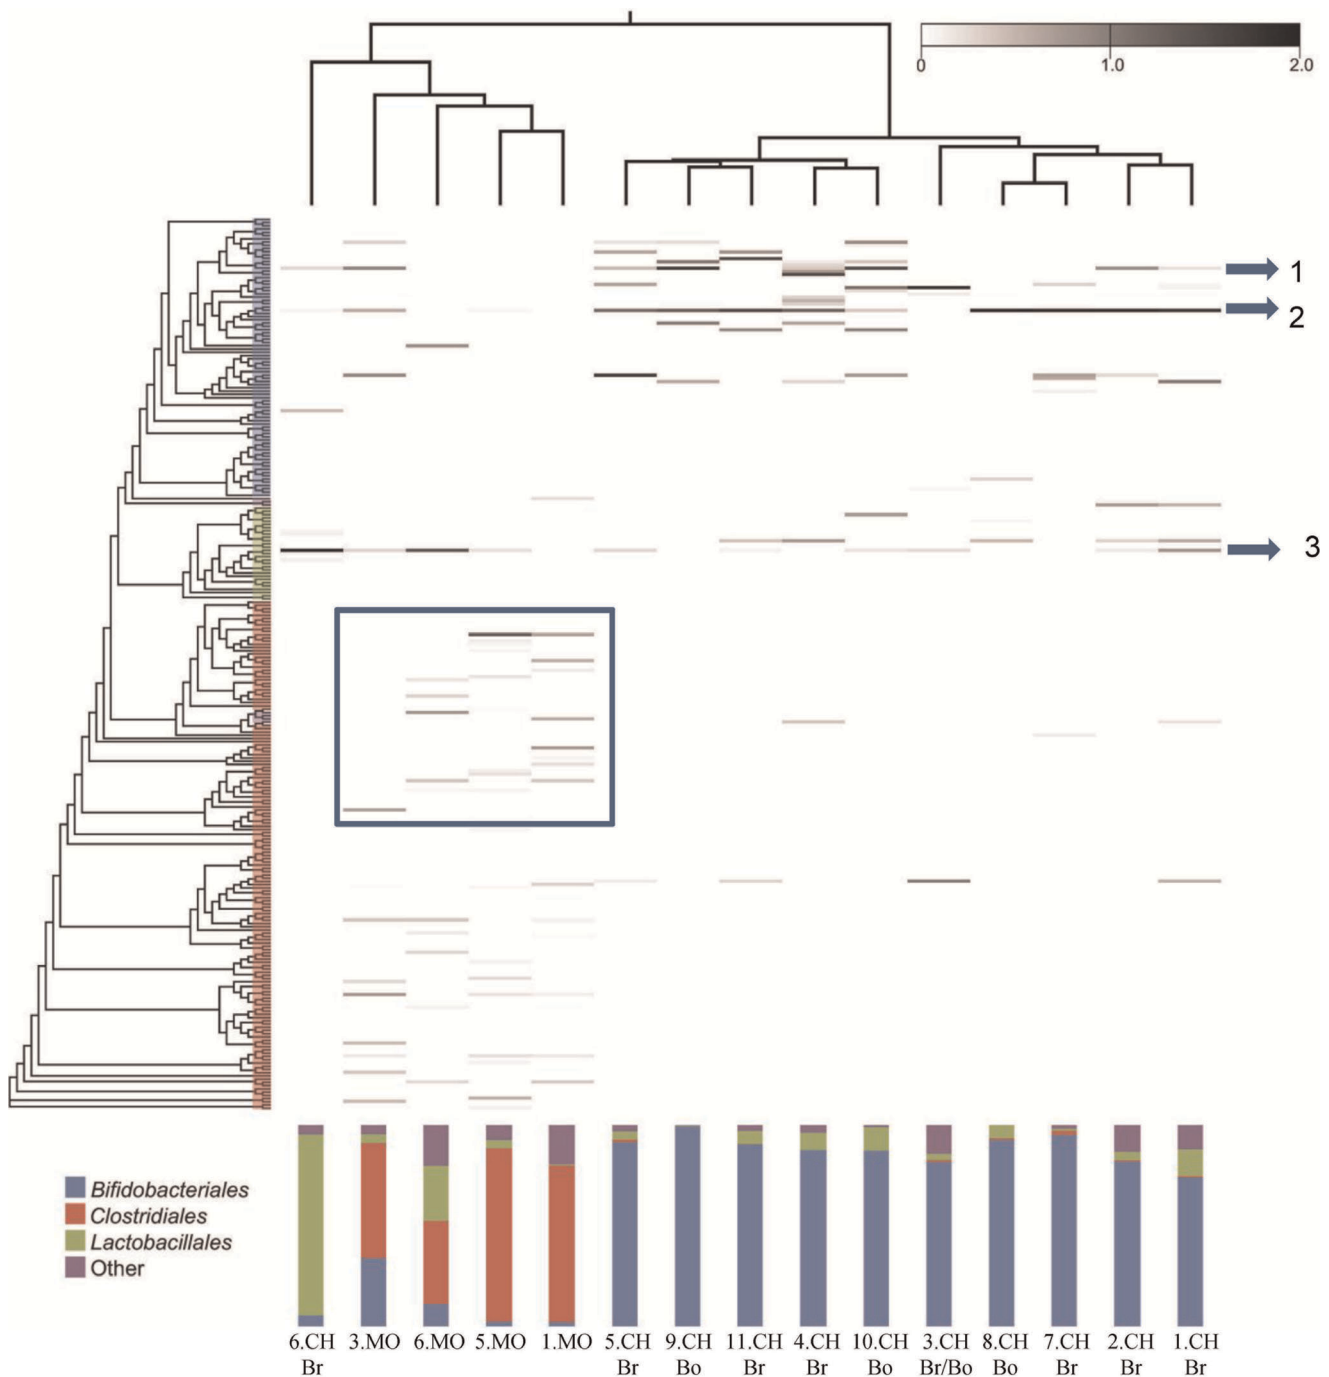 0 1.0 2.0
1
2
3
Bifidobacteriales
Clostridiales
Lactobacillales
Other
6.CH 3.MO 6.MO 5.MO 1.MO 5.CH 9.CH 11.CH 4.CH 10.CH 3.CH 8.CH 7.CH 2.CH 1.CH
Br Br Bo Br Br Bo Br/Bo Bo Br Br Br